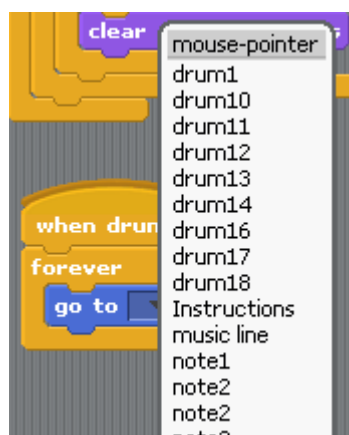 clear
mouse-pointer
drum1
drum10
drum11
drum12
drum13
drum14
drum16
drum17
drum18
Instructions
music line
note1
note2
note2
when drum
forever
go to